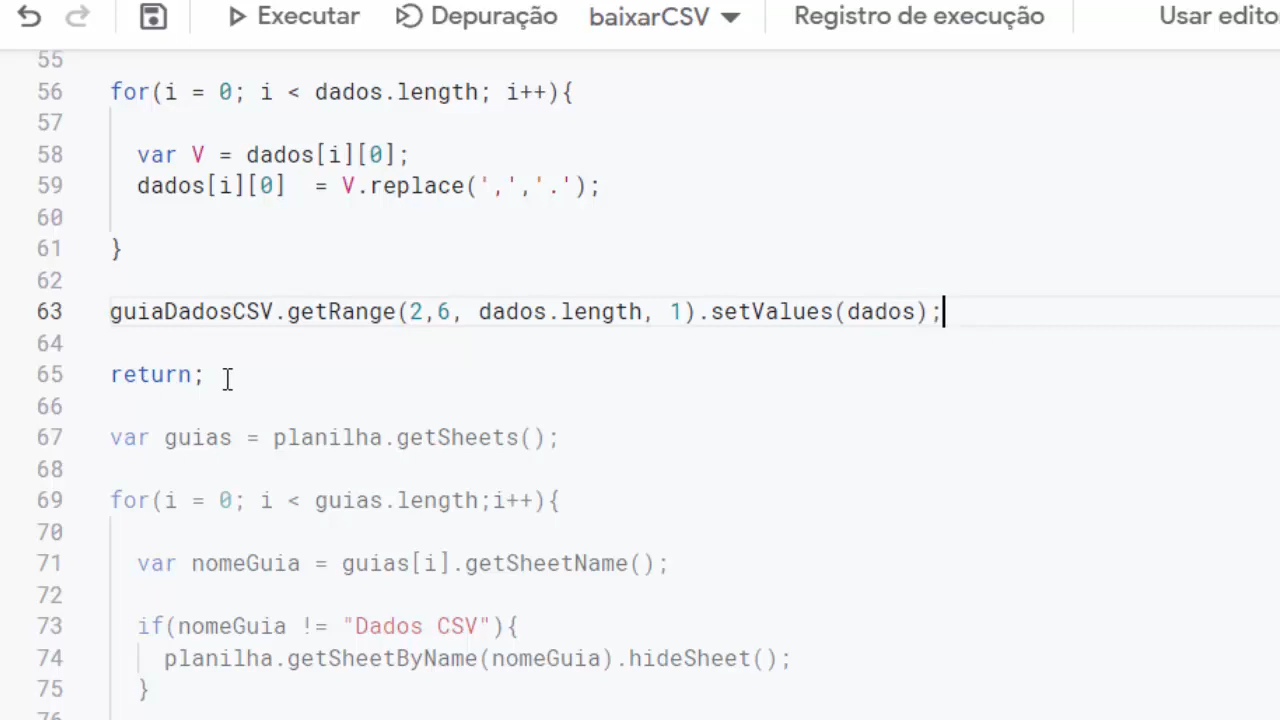 Executar Depuração baixarCSV Registro de execução Usar edito
55
56 for(i = 0; i < dados.length; i++){
57
58 var V = dados[i][0];
59 dados[i][0]  = V.replace(',','.');
60
61 }
62
63 guiaDadosCSV.getRange(2,6, dados.length, 1).setValues(dados);
64
65 return;
66
67 var guias = planilha.getSheets();
68
69 for(i = 0; i < guias.length;i++){
70
71 var nomeGuia = guias[i].getSheetName();
72
73 if(nomeGuia != "Dados CSV"){
74 planilha.getSheetByName(nomeGuia).hideSheet();
75 }
76